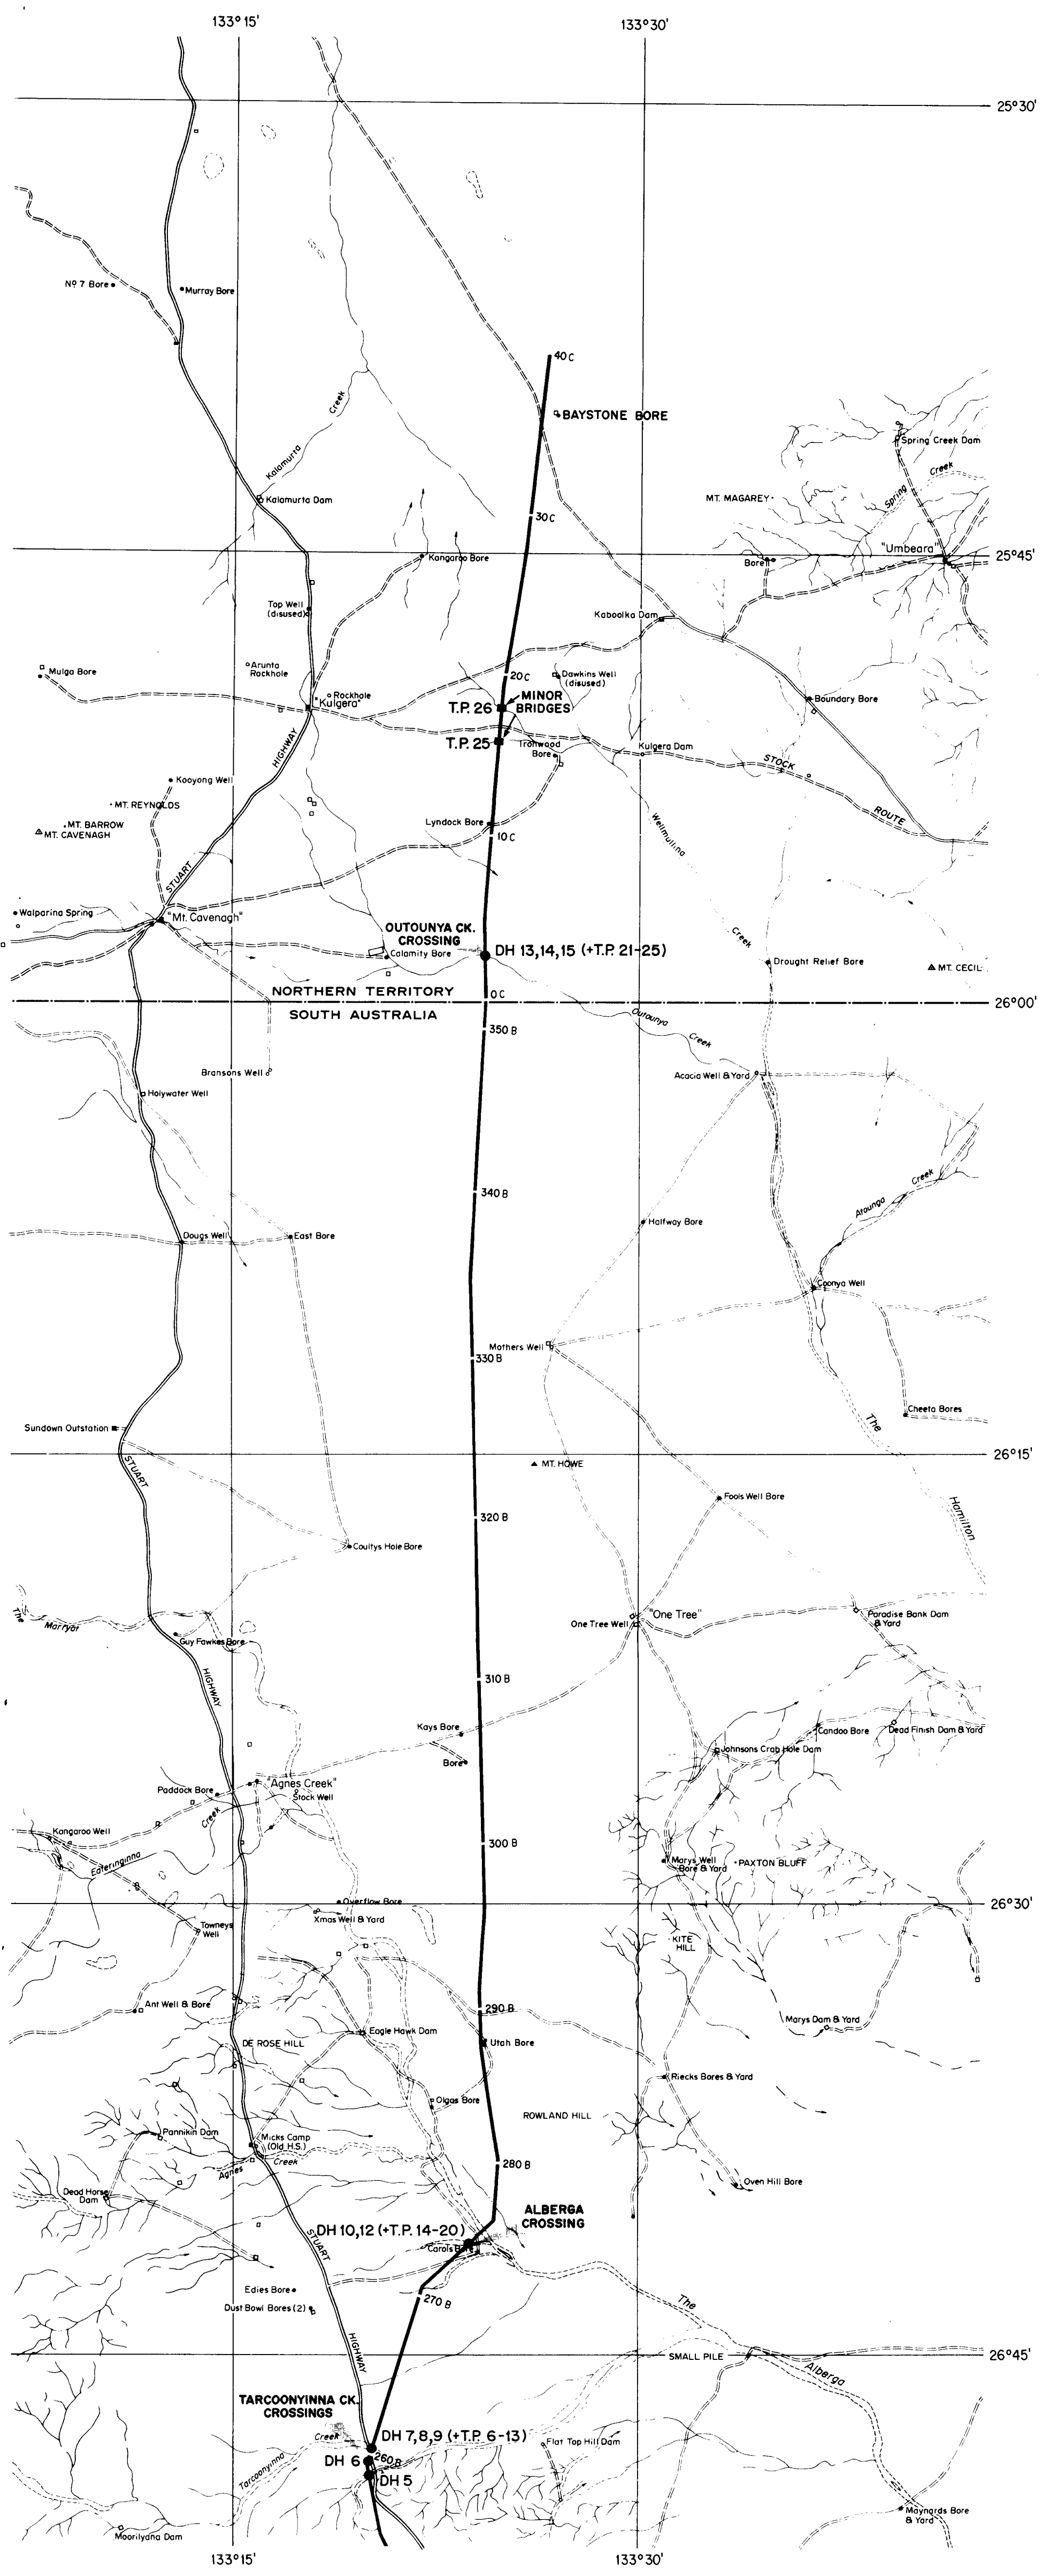 133°15'
133°30'
25°30'
Nº 7 Bore
Murray Bore
40 C
BAYSTONE BORE
Creek
Kalamurta
Spring Creek Dam
Creek
Spring
MT. MAGAREY
Kalamurta Dam
30 C
"Umbeara"
25°45'
Kangaroo Bore
Bore
Top Well
(disused)
Kaboolka Dam
Arunta
Rockhole
Mulga Bore
20 C
Dawkins Well
(disused)
Rockhole
"Kulgera"
MINOR
BRIDGES
T.P. 26
Boundary Bore
T.P. 25
Ironwood
Bore
Kulgera Dam
HIGHWAY
STOCK
ROUTE
Kooyong Well
MT. REYNOLDS
MT. BARROW
MT. CAVENAGH
Lyndock Bore
10 C
Wellmullina
STUART
Walparina Spring
"Mt. Cavenagh"
OUTOUNYA CK.
CROSSING
Creek
Calamity Bore
DH 13,14,15 (+T.P. 21-25)
Drought Relief Bore
MT. CECIL
NORTHERN TERRITORY
0 C
26°00'
SOUTH AUSTRALIA
Outounya
350 B
Creek
Bransons Well
Acacia Well & Yard
Holywater Well
340 B
Creek
Atounga
Halfway Bore
Dougs Well
East Bore
Coonya Well
Mothers Well
330 B
Cheeta Bores
The
Sundown Outstation
26°15'
STUART
MT. HOWE
Fools Well Bore
Hamilton
320 B
Coultys Hole Bore
The
Marryat
"One Tree"
One Tree Well
Paradise Bank Dam
& Yard
Guy Fawkes Bore
HIGHWAY
310 B
Kays Bore
Candoo Bore
Dead Finish Dam & Yard
Johnsons Crab Hole Dam
Bore
"Agnes Creek"
Paddock Bore
Stock Well
Creek
Kangaroo Well
300 B
Eateringinna
Marys Well
Bore & Yard
PAXTON BLUFF
Overflow Bore
26°30'
Xmas Well & Yard
Towneys
Well
KITE
HILL
Ant Well & Bore
290 B
Marys Dam & Yard
Eagle Hawk Dam
DE ROSE HILL
Utah Bore
Riecks Bores & Yard
Olgas Bore
ROWLAND HILL
Pannikin Dam
Micks Camp
(Old H.S.)
Creek
Agnes
280 B
Oven Hill Bore
Dead Horse
Dam
ALBERGA
CROSSING
DH 10,12 (+T.P. 14-20)
STUART
Carols Bore
Edies Bore
270 B
Dust Bowl Bores (2)
The
HIGHWAY
26°45'
SMALL PILE
Alberga
TARCOONYINNA CK.
CROSSINGS
Creek
DH 7,8,9 (+T.P. 6-13)
Flat Top Hill Dam
DH 6
260 B
Tarcoonyinna
DH 5
Maynards Bore
& Yard
Moorilyana Dam
133°15'
133°30'